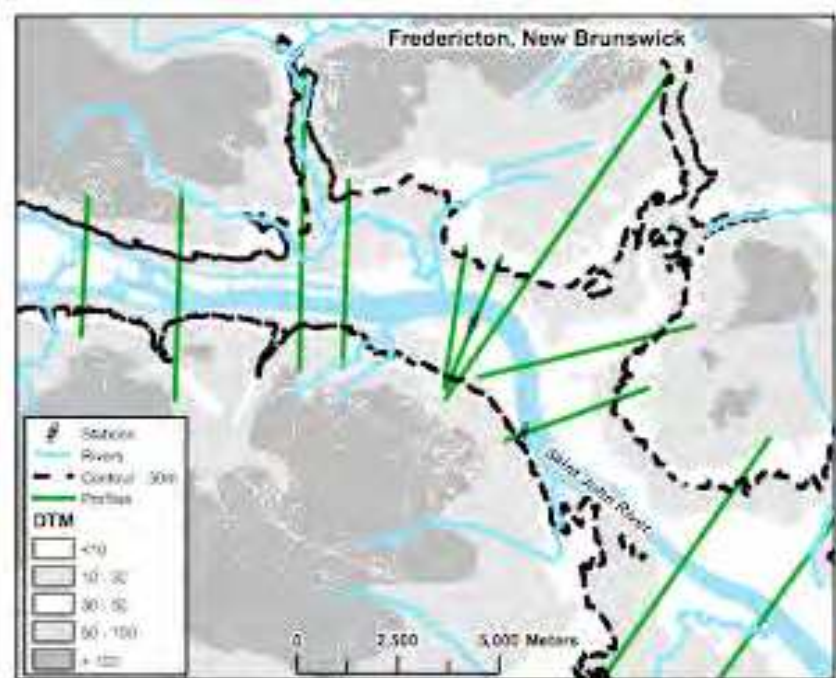 Fredericton, New Brunswick
Saint John River
Stations
Rivers
Contour 30m
Profiles
DTM
<10
10 - 30
30 - 50
50 - 100
0 2,500 5,000 Meters